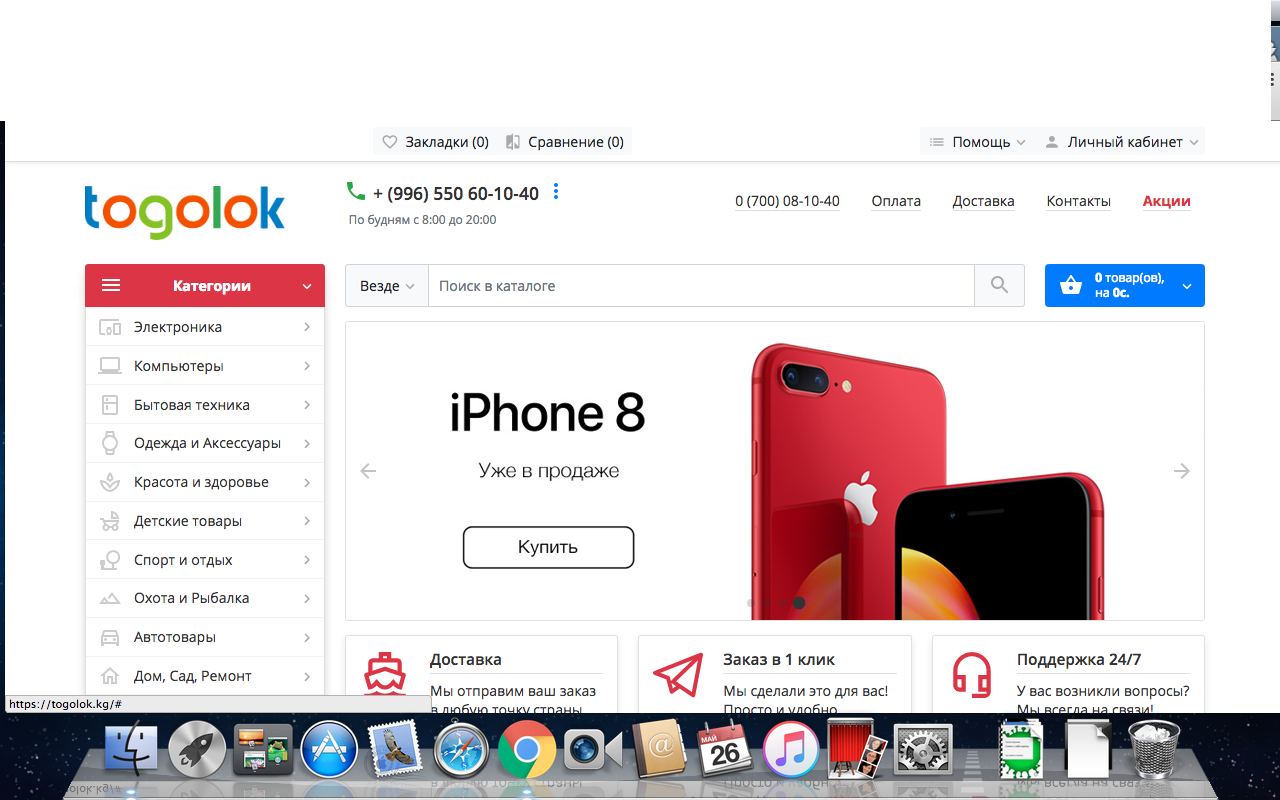 Закладки (0) Сравнение (0) Помощь Личный кабинет
togolok
+ (996) 550 60-10-40
По будням с 8:00 до 20:00
0 (700) 08-10-40 Оплата Доставка Контакты Акции
Категории
Везде Поиск в каталоге
0 товар(ов),
на 0с.
Электроника
Компьютеры
Бытовая техника
Одежда и Аксессуары
Красота и здоровье
Детские товары
Спорт и отдых
Охота и Рыбалка
Автотовары
Дом, Сад, Ремонт
iPhone 8
Уже в продаже
Купить
Доставка
Мы отправим ваш заказ
в любую точку страны
Заказ в 1 клик
Мы сделали это для вас!
Просто и удобно
Поддержка 24/7
У вас возникли вопросы?
Мы всегда на связи!
https://togolok.kg/#
МАЙ
26